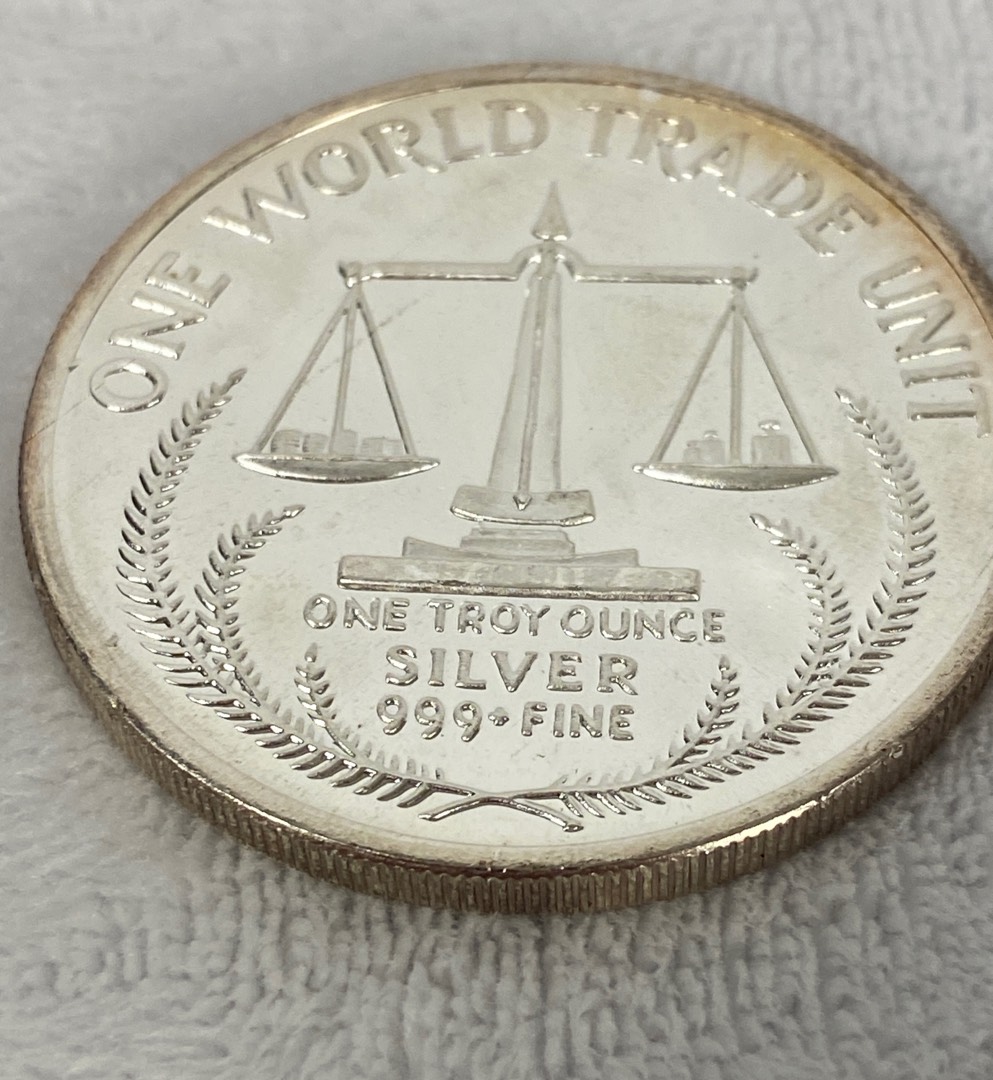 ONE WORLD TRADE UNIT
ONE TROY OUNCE
SILVER
999+ FINE